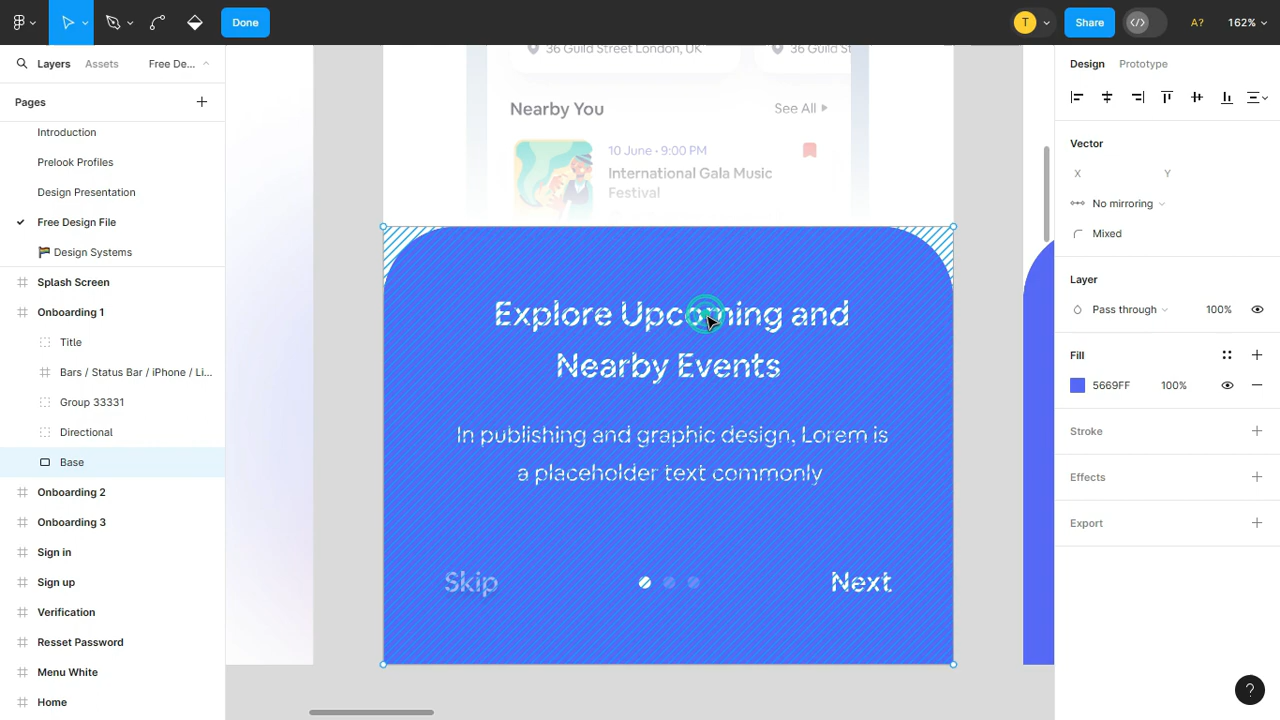 Done
T
Share
A?
162%
Layers
Assets
Free De...
Pages
Introduction
Prelook Profiles
Design Presentation
Free Design File
Design Systems
Splash Screen
Onboarding 1
Title
Bars / Status Bar / iPhone / Li...
Group 33331
Directional
Base
Onboarding 2
Onboarding 3
Sign in
Sign up
Verification
Resset Password
Menu White
Home
36 Guild Street London, UK
36 Guild St
Nearby You
See All
10 June • 9:00 PM
International Gala Music
Festival
Explore Upcoming and
Nearby Events
In publishing and graphic design, Lorem is
a placeholder text commonly
Skip
Next
Design
Prototype
Vector
X
Y
No mirroring
Mixed
Layer
Pass through
100%
Fill
5669FF
100%
Stroke
Effects
Export
?